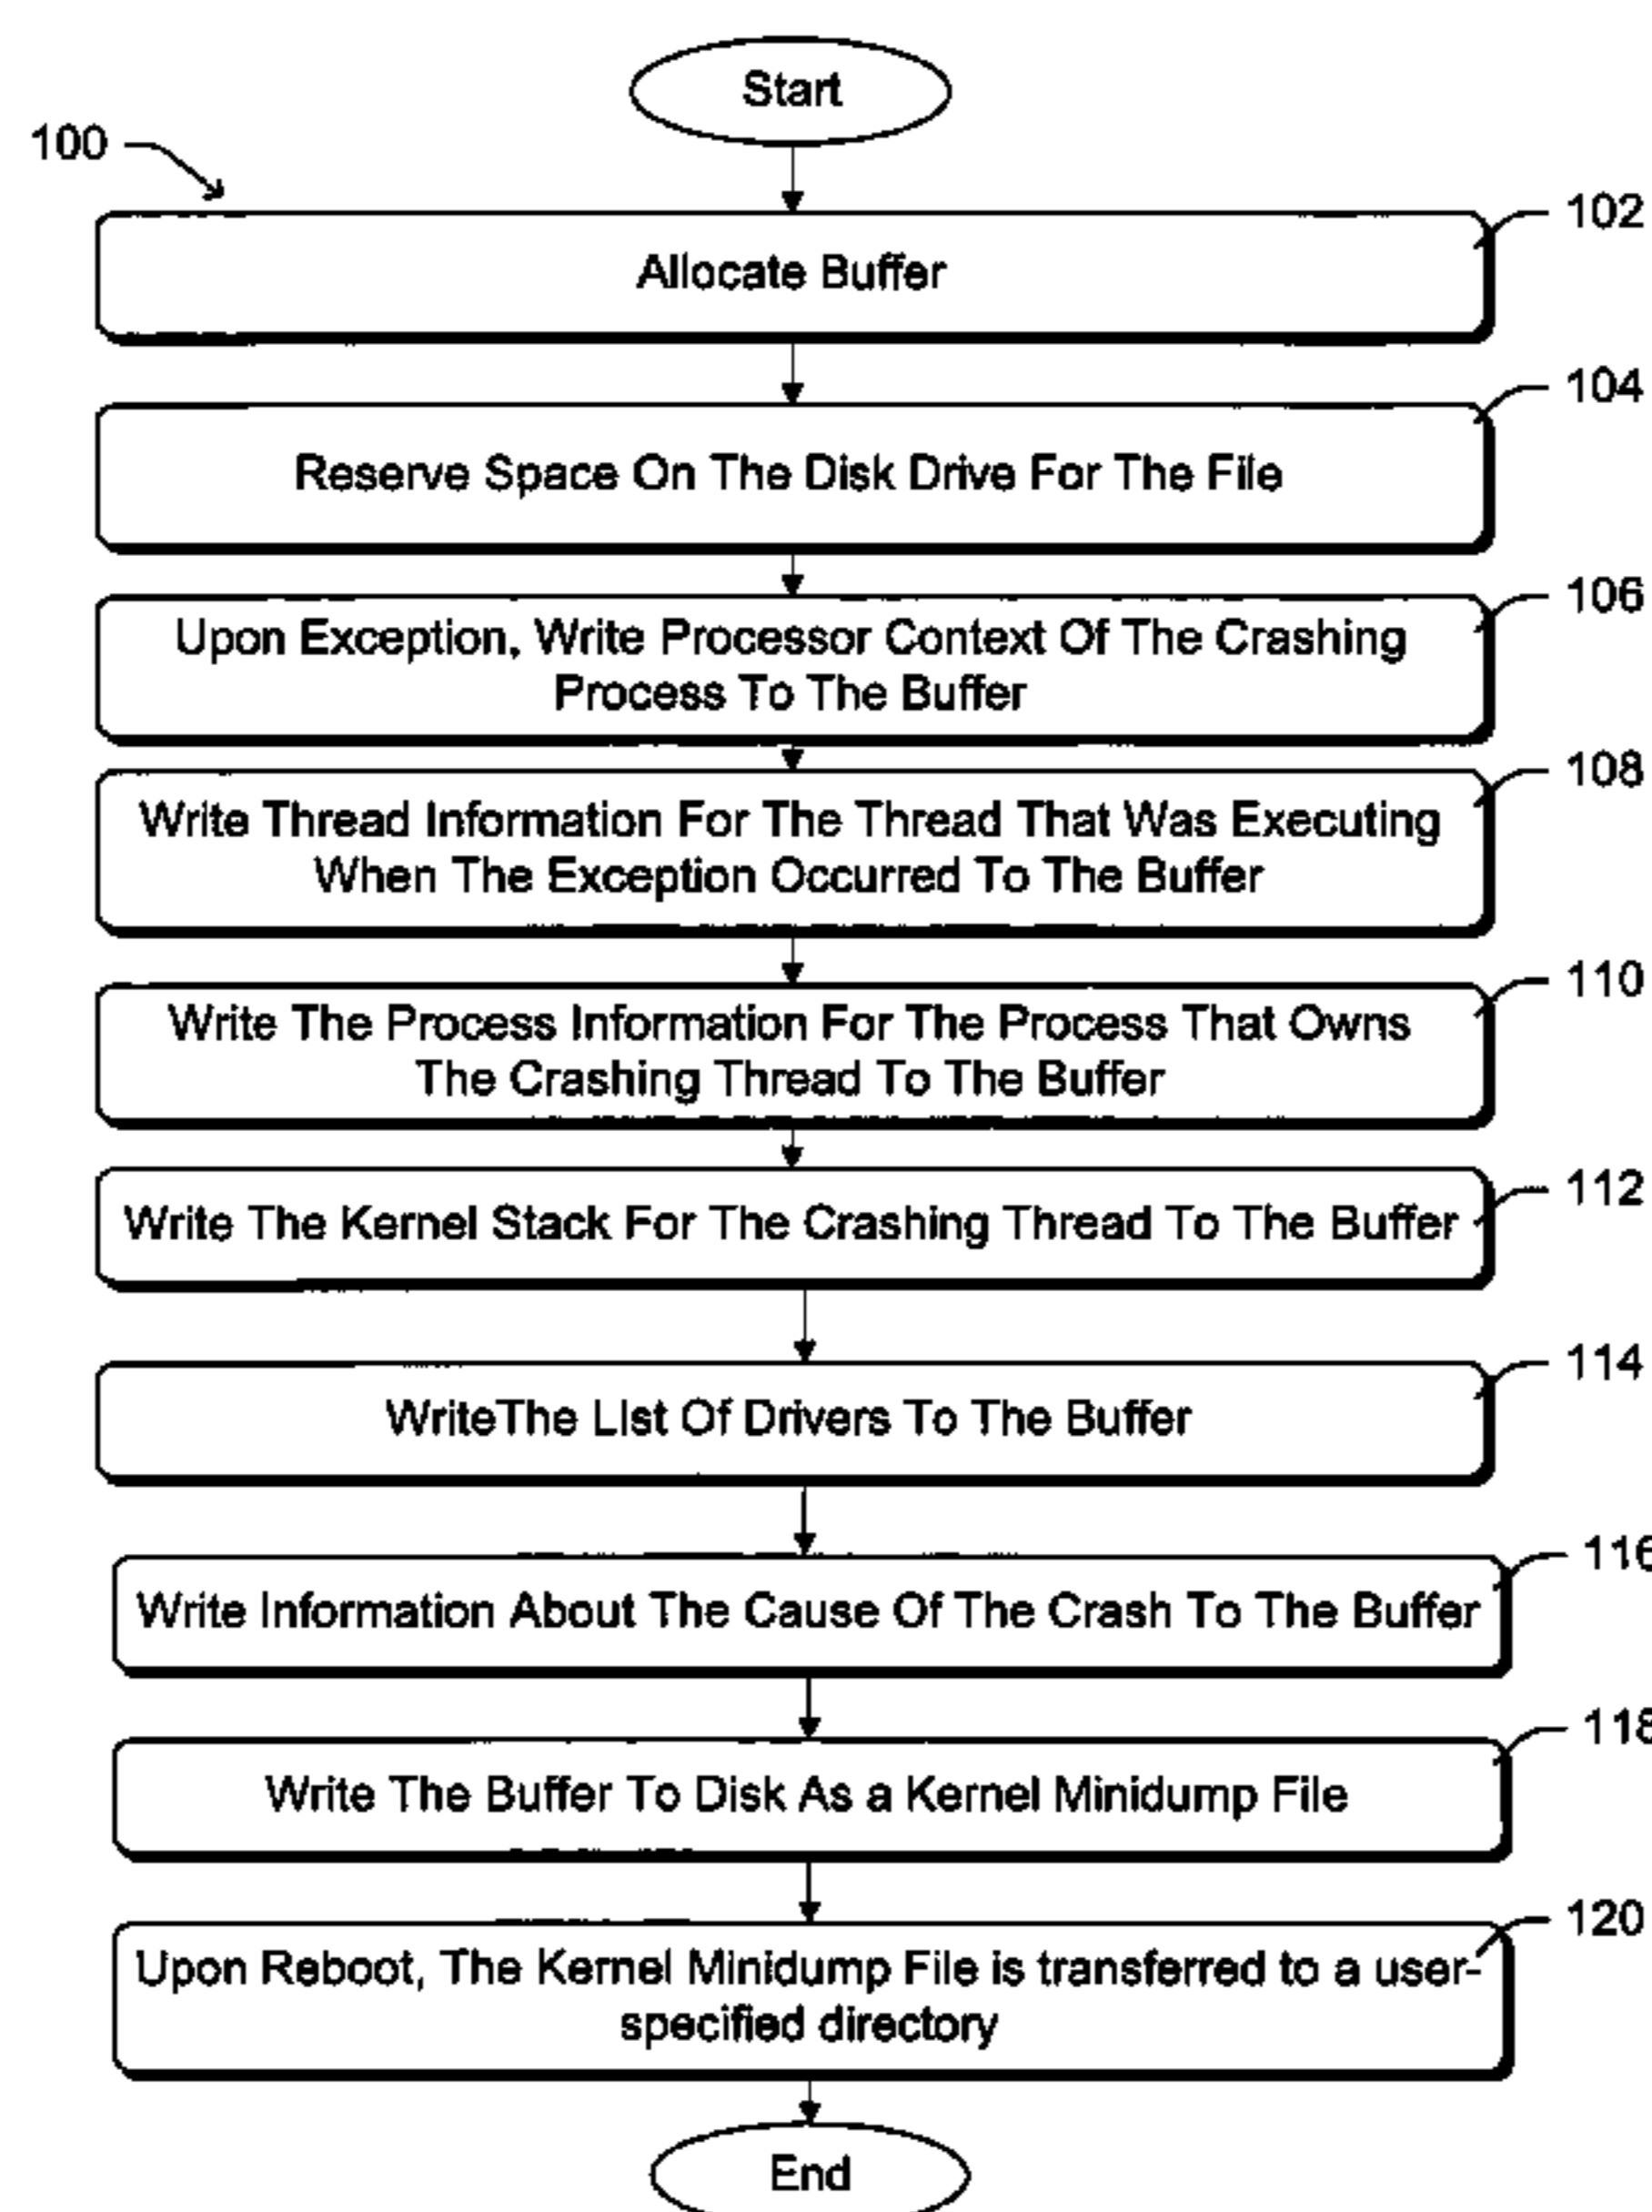 Start
100
102
Allocate Buffer
104
Reserve Space On The Disk Drive For The File
106
Upon Exception, Write Processor Context Of The Crashing
Process To The Buffer
108
Write Thread Information For The Thread That Was Executing
When The Exception Occurred To The Buffer
110
Write The Process Information For The Process That Owns
The Crashing Thread To The Buffer
112
Write The Kernel Stack For The Crashing Thread To The Buffer
114
WriteThe LIst Of Drivers To The Buffer
116
Write Information About The Cause Of The Crash To The Buffer
118
Write The Buffer To Disk As a Kernel Minidump File
120
Upon Reboot, The Kernel Minidump File is transferred to a user-
specified directory
End